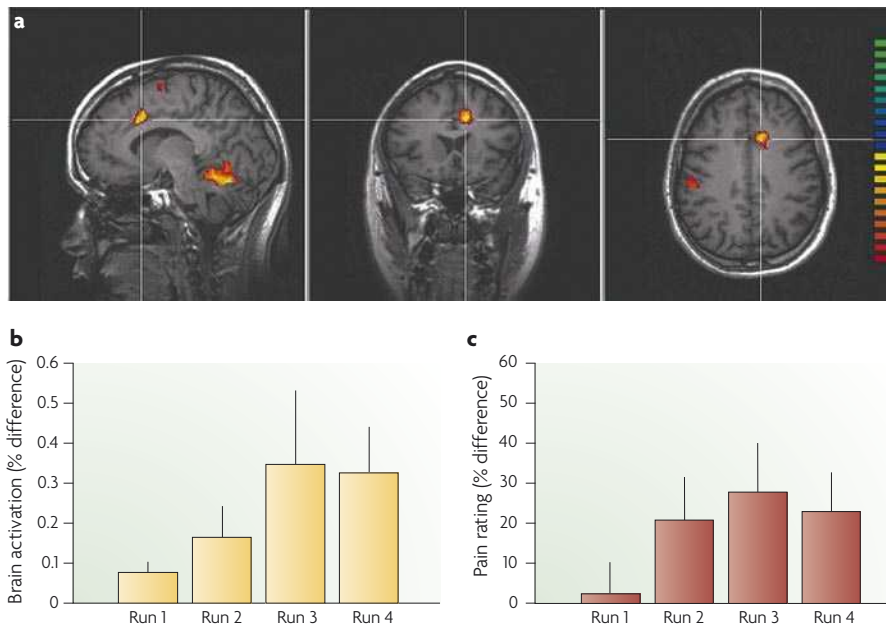 a
b
Brain activation (% difference)
0.6
0.5
0.4
0.3
0.2
0.1
0
Run 1 Run 2 Run 3 Run 4
c
Pain rating (% difference)
60
50
40
30
20
10
0
Run 1 Run 2 Run 3 Run 4